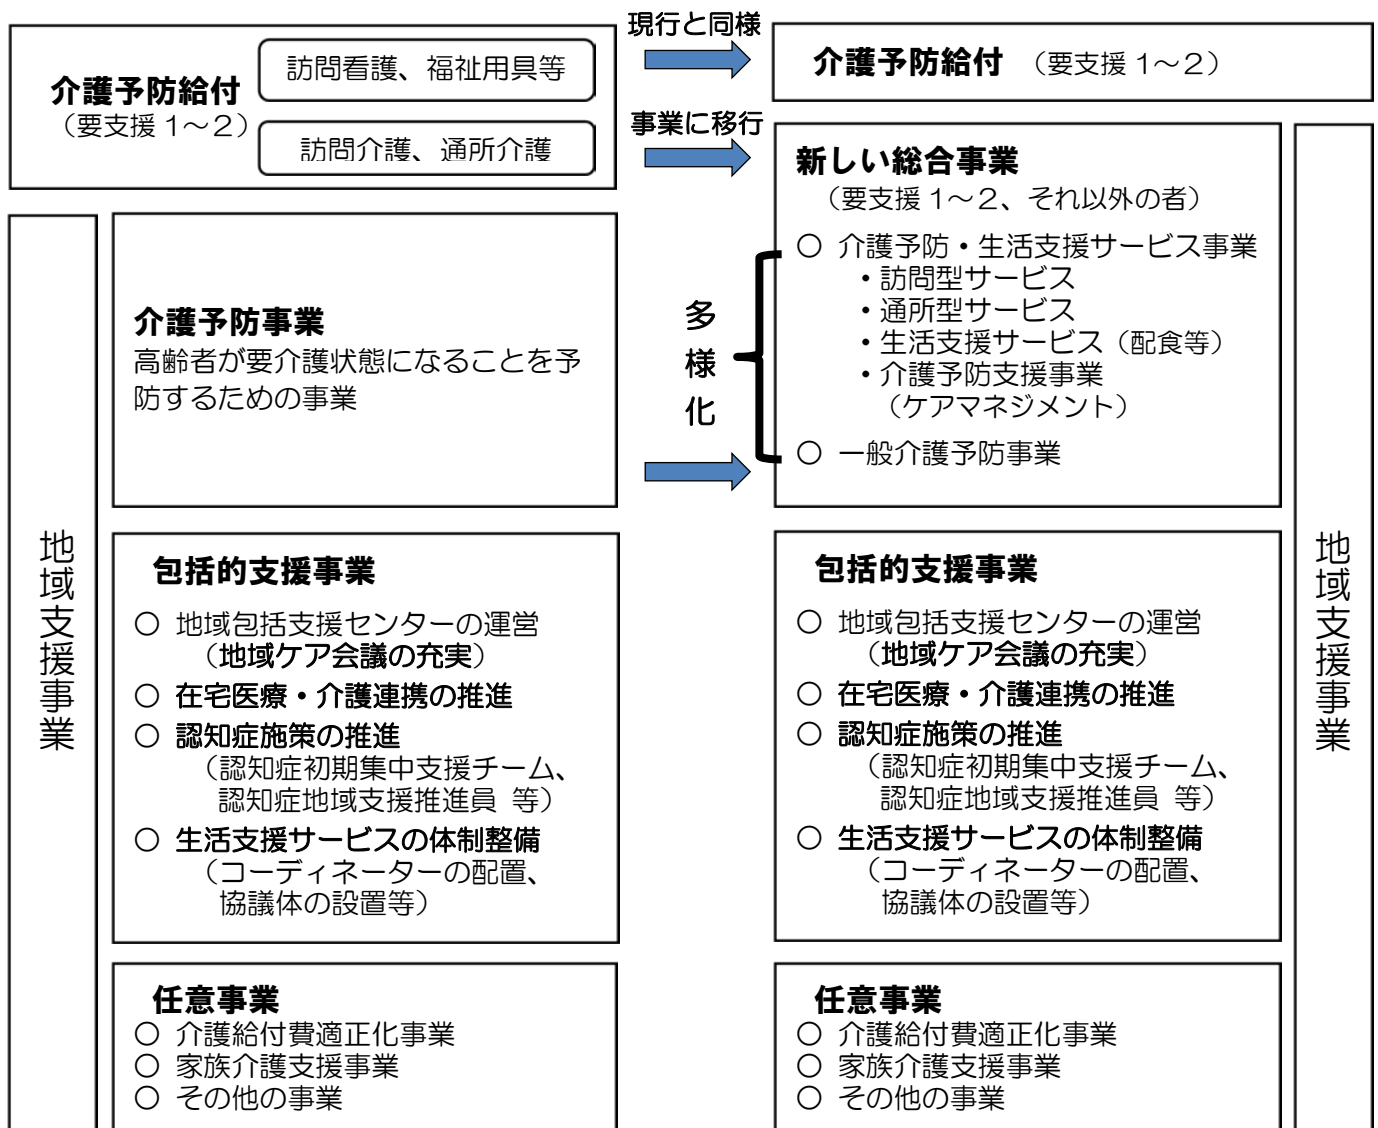 介護予防給付
（要支援 1～2）
訪問看護、福祉用具等
訪問介護、通所介護
現行と同様
事業に移行
介護予防給付 （要支援 1～2）
地域支援事業
介護予防事業
高齢者が要介護状態になることを予
防するための事業
多様化
新しい総合事業
（要支援 1～2、それ以外の者）
○ 介護予防・生活支援サービス事業
・訪問型サービス
・通所型サービス
・生活支援サービス（配食等）
・介護予防支援事業
（ケアマネジメント）
○ 一般介護予防事業
包括的支援事業
○ 地域包括支援センターの運営
（地域ケア会議の充実）
○ 在宅医療・介護連携の推進
○ 認知症施策の推進
（認知症初期集中支援チーム、
認知症地域支援推進員 等）
○ 生活支援サービスの体制整備
（コーディネーターの配置、
協議体の設置等）
包括的支援事業
○ 地域包括支援センターの運営
（地域ケア会議の充実）
○ 在宅医療・介護連携の推進
○ 認知症施策の推進
（認知症初期集中支援チーム、
認知症地域支援推進員 等）
○ 生活支援サービスの体制整備
（コーディネーターの配置、
協議体の設置等）
地域支援事業
任意事業
○ 介護給付費適正化事業
○ 家族介護支援事業
○ その他の事業
任意事業
○ 介護給付費適正化事業
○ 家族介護支援事業
○ その他の事業